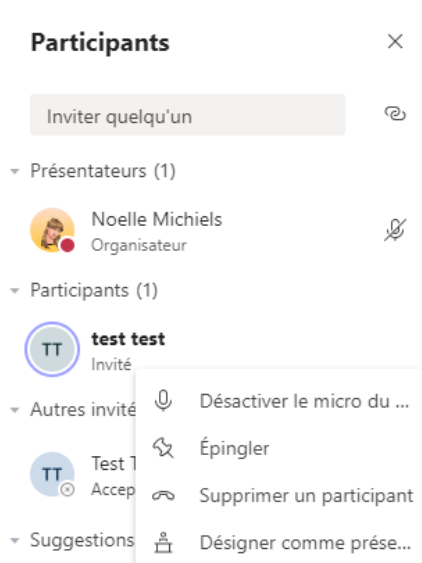 Participants
Inviter quelqu'un
Présentateurs (1)
Noelle Michiels
Organisateur
Participants (1)
TT
test test
Invité
Désactiver le micro du ...
Autres invité
Épingler
TT
Test T
Accep
Supprimer un participant
Suggestions
Désigner comme prése...